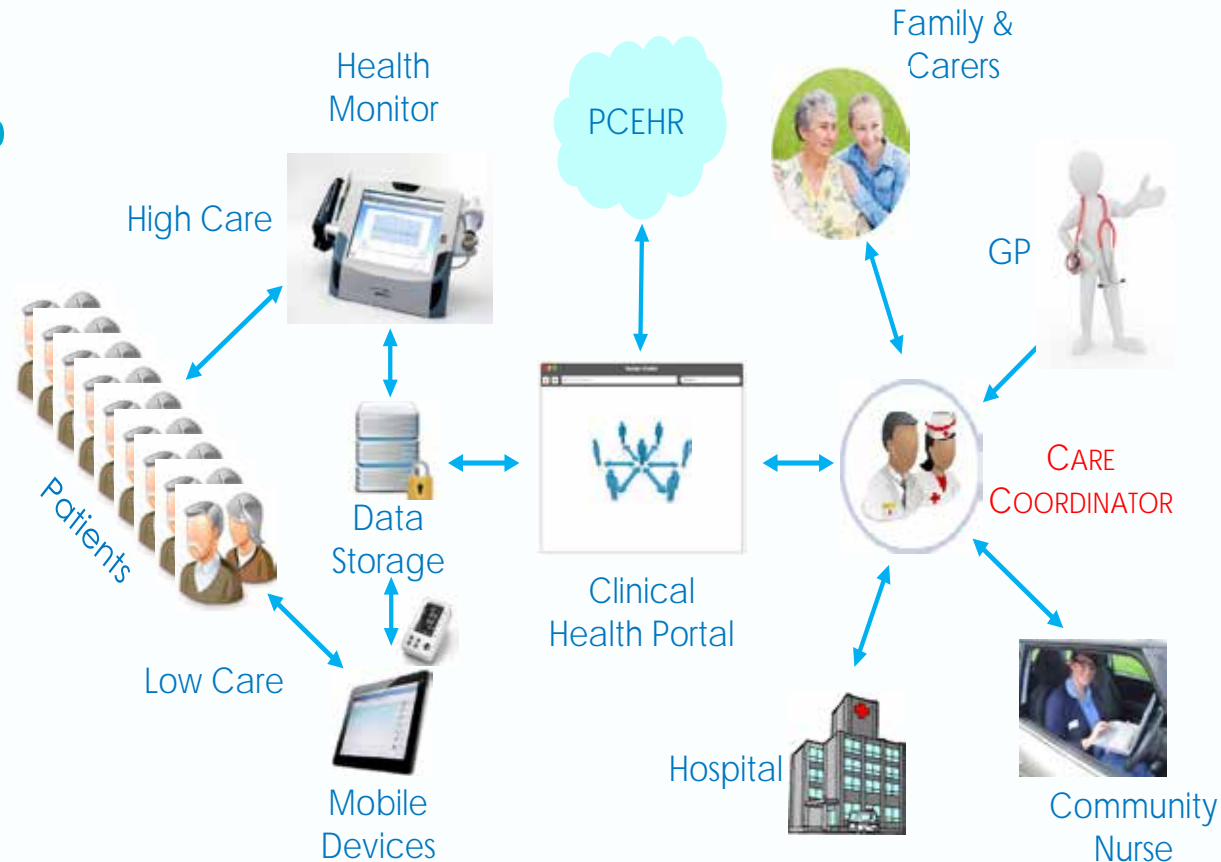 Family &
Carers
Health
Monitor
PCEHR
High Care
GP
CARE
COORDINATOR
Patients
Data
Storage
Clinical
Health Portal
Low Care
Hospital
Mobile
Devices
Community
Nurse